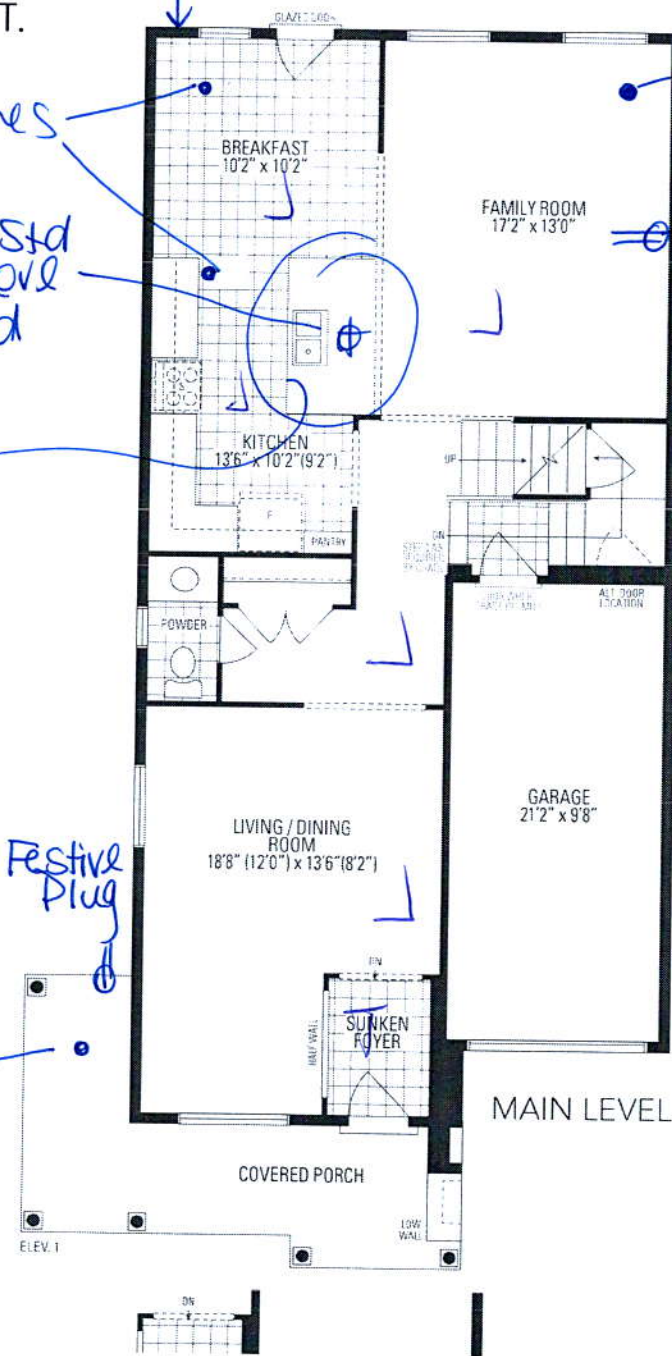 T.
GLAZED DOOR
es
BREAKFAST
10'2" x 10'2"
FAMILY ROOM
17'2" x 13'0"
Std
KITCHEN
13'6" x 10'2"(9'2")
UP
F
PANTRY
DN
ALT. DOOR
LOCATION
POWDER
GARAGE
21'2" x 9'8"
LIVING / DINING
ROOM
18'8" (12'0") x 13'6"(8'2")
Festive
Plug
DN
HALF WALL
SUNKEN
FOYER
MAIN LEVEL
COVERED PORCH
LOW
WALL
ELEV. 1
DN